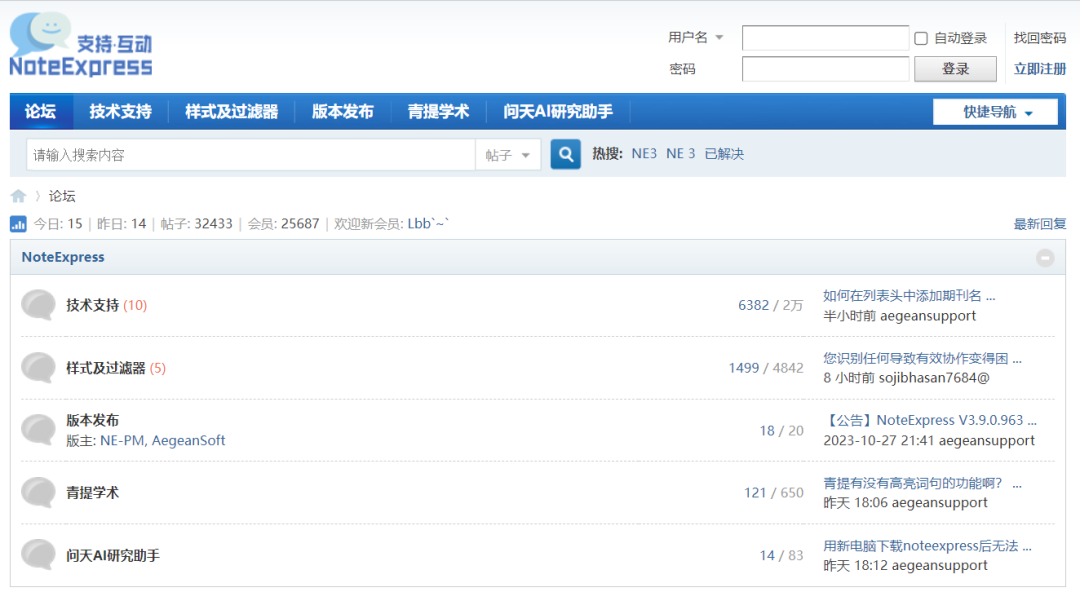 支持·互动
NoteExpress
用户名 自动登录 找回密码
密码 登录 立即注册
论坛 技术支持 样式及过滤器 版本发布 青提学术 问天AI研究助手 快捷导航
请输入搜索内容 帖子 热搜: NE3 NE 3 已解决
论坛
今日: 15 | 昨日: 14 | 帖子: 32433 | 会员: 25687 | 欢迎新会员: Lbb`~` 最新回复
NoteExpress
技术支持 (10) 6382 / 2万 如何在列表头中添加期刊名 ...
半小时前 aegeansupport
样式及过滤器 (5) 1499 / 4842 您识别任何导致有效协作变得困 ...
8 小时前 sojibhasan7684@
版本发布 18 / 20 【公告】NoteExpress V3.9.0.963 ...
版主: NE-PM, AegeanSoft 2023-10-27 21:41 aegeansupport
青提学术 121 / 650 青提有没有高亮词句的功能啊？ ...
昨天 18:06 aegeansupport
问天AI研究助手 14 / 83 用新电脑下载noteexpress后无法 ...
昨天 18:12 aegeansupport